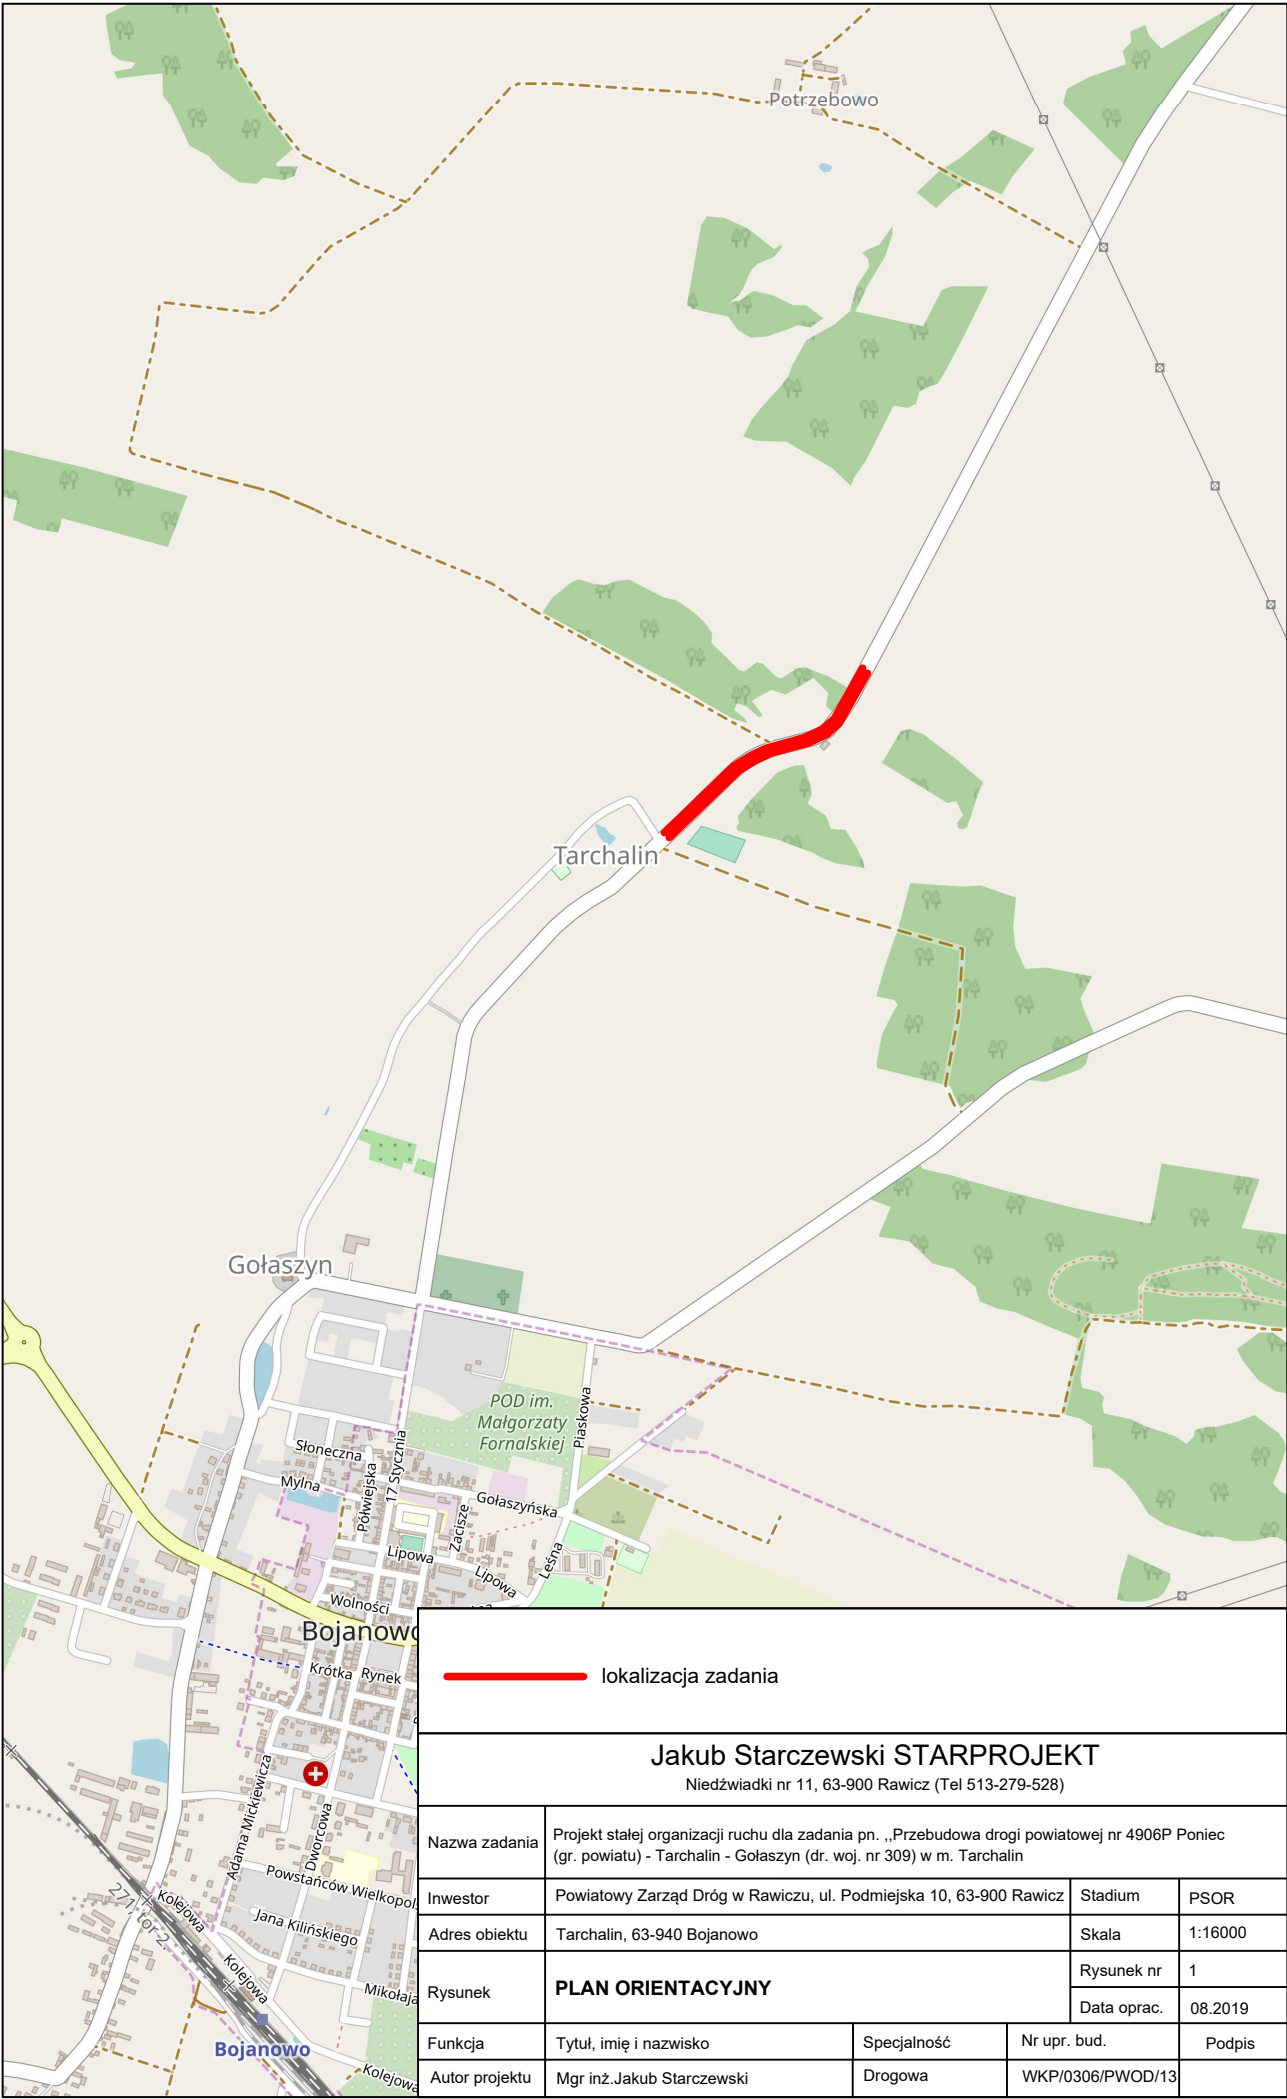 Potrzebowo
Tarchalin
Gołaszyn
POD im.
Małgorzaty
Fornalskiej
Piaskowa
Słoneczna
17 Stycznia
Półwiejska
Mylna
Gołaszyńska
Zacisze
Lipowa
Leśna
Lipowa
Wolności
Bojanowo
Krótka
Rynek
Adama Mickiewicza
Dworcowa
Powstańców Wielkopol
271, tor 2
Kolejowa
Jana Kilińskiego
Kolejowa
Mikołaja
Bojanowo
Kolejowa
lokalizacja zadania
Jakub Starczewski STARPROJEKT
Niedźwiadki nr 11, 63-900 Rawicz (Tel 513-279-528)
Nazwa zadania
Projekt stałej organizacji ruchu dla zadania pn. ,,Przebudowa drogi powiatowej nr 4906P Poniec
(gr. powiatu) - Tarchalin - Gołaszyn (dr. woj. nr 309) w m. Tarchalin
Inwestor
Powiatowy Zarząd Dróg w Rawiczu, ul. Podmiejska 10, 63-900 Rawicz
Stadium
PSOR
Adres obiektu
Tarchalin, 63-940 Bojanowo
Skala
1:16000
Rysunek
PLAN ORIENTACYJNY
Rysunek nr
1
Data oprac.
08.2019
Funkcja
Tytuł, imię i nazwisko
Specjalność
Nr upr. bud.
Podpis
Autor projektu
Mgr inż.Jakub Starczewski
Drogowa
WKP/0306/PWOD/13